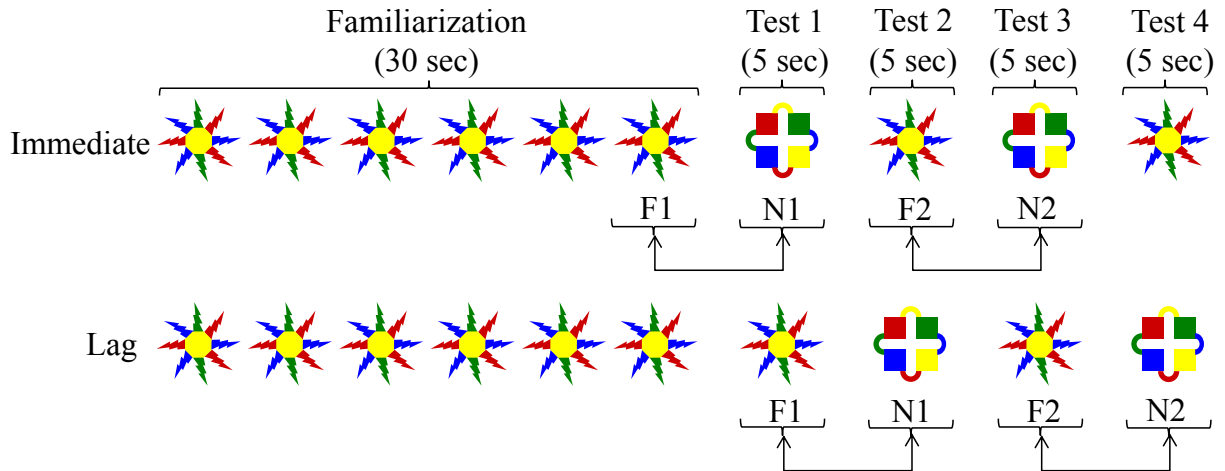 Familiarization Test 1 Test 2 Test 3 Test 4
(30 sec) (5 sec) (5 sec) (5 sec) (5 sec)
Immediate
F1 N1 F2 N2
Lag
F1 N1 F2 N2